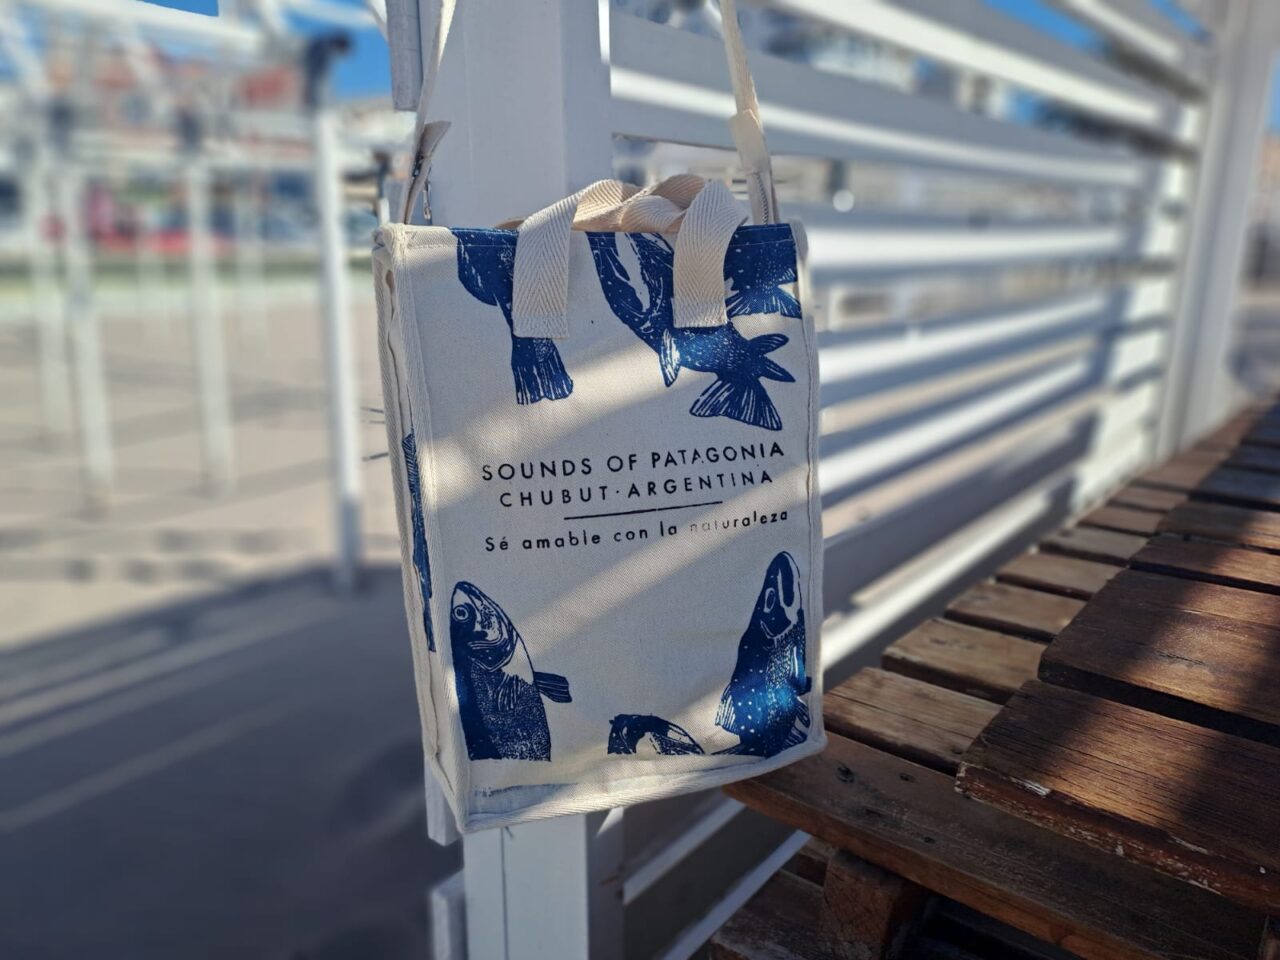 SOUNDS OF PATAGONIA
CHUBUT·ARGENTINA
Sé amable con la naturaleza